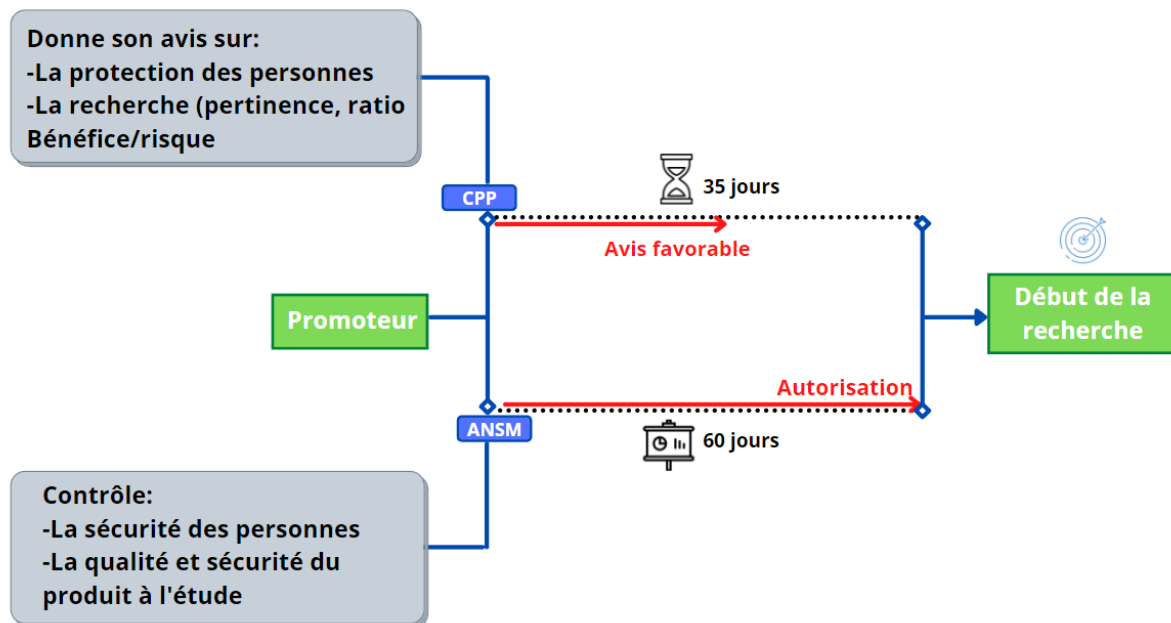 Donne son avis sur:
-La protection des personnes
-La recherche (pertinence, ratio
Bénéfice/risque
CPP
35 jours
Avis favorable
Promoteur
Début de la
recherche
Autorisation
ANSM
60 jours
Contrôle:
-La sécurité des personnes
-La qualité et sécurité du
produit à l'étude